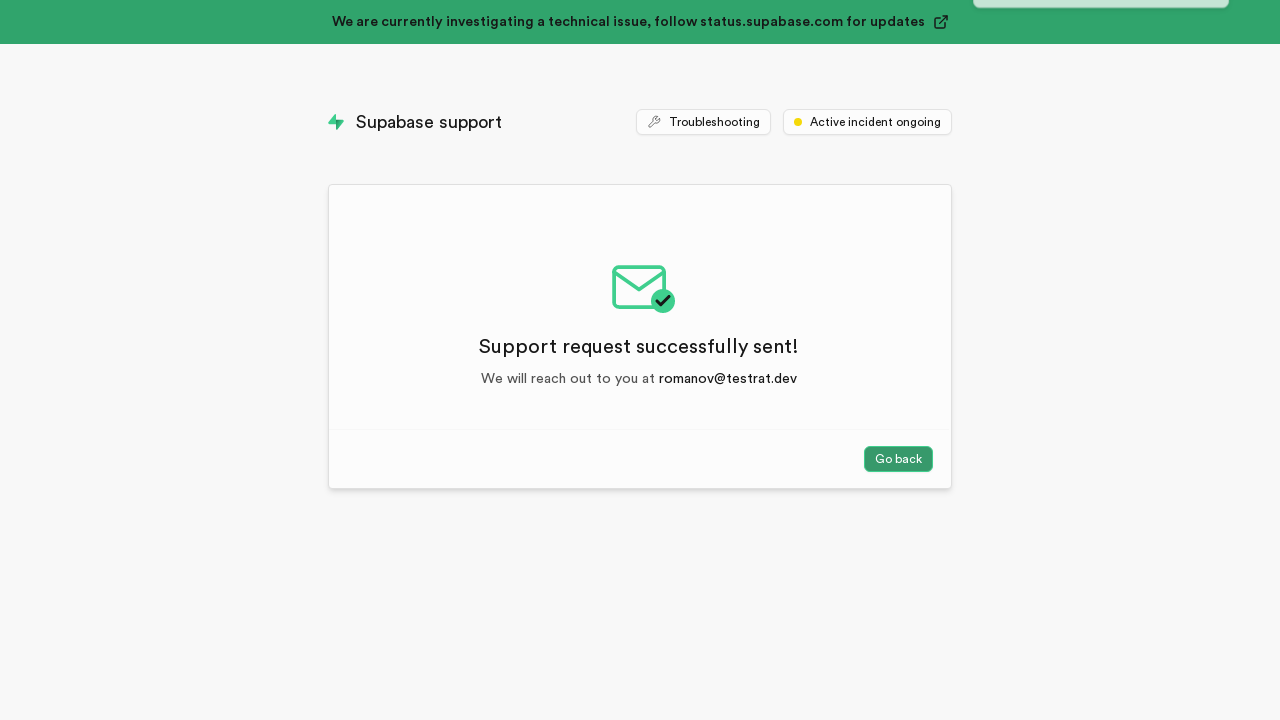 We are currently investigating a technical issue, follow status.supabase.com for updates
Supabase support
Troubleshooting
Active incident ongoing
Support request successfully sent!
We will reach out to you at romanov@testrat.dev
Go back